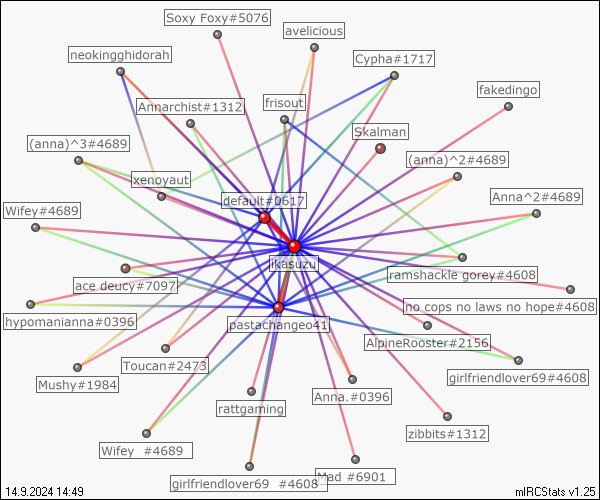 Soxy Foxy#5076
avelicious
neokingghidorah
Cypha#1717
fakedingo
Annarchist#1312
frisout
Skalman
(anna)^3#4689
(anna)^2#4689
xenoyaut
Anna^2#4689
default#0617
Wifey#4689
ikasuzu
ramshackle gorey#4608
ace deucy#7097
no cops no laws no hope#4608
hypomanianna#0396
pastachangeo41
AlpineRooster#2156
Toucan#2473
girlfriendlover69#4608
Mushy#1984
Anna.#0396
rattgaming
zibbits#1312
Wifey #4689
Mad #6901
girlfriendlover69 #4608
14.9.2024 14:49
mIRCStats v1.25